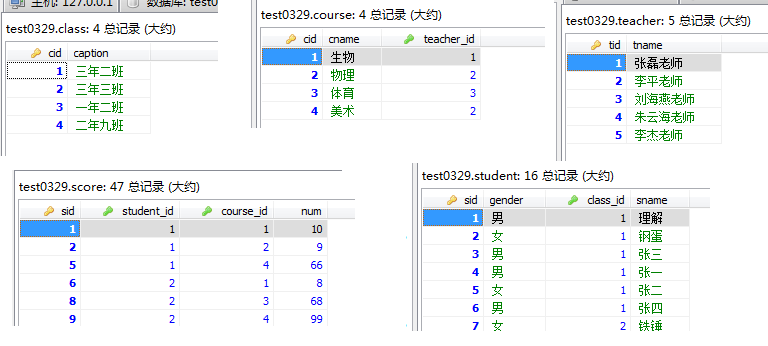 主机: 127.0.0.1 数据库: test0
test0329.class: 4 总记录 (大约)
cid caption
1 三年二班
2 三年三班
3 一年二班
4 二年九班
test0329.course: 4 总记录 (大约)
cid cname teacher_id
1 生物 1
2 物理 2
3 体育 3
4 美术 2
test0329.teacher: 5 总记录 (大约)
tid tname
1 张磊老师
2 李平老师
3 刘海燕老师
4 朱云海老师
5 李杰老师
test0329.score: 47 总记录 (大约)
sid student_id course_id num
1 1 1 10
2 1 2 9
5 1 4 66
6 2 1 8
8 2 3 68
9 2 4 99
test0329.student: 16 总记录 (大约)
sid gender class_id sname
1 男 1 理解
2 女 1 钢蛋
3 男 1 张三
4 男 1 张一
5 女 1 张二
6 男 1 张四
7 女 2 铁锤